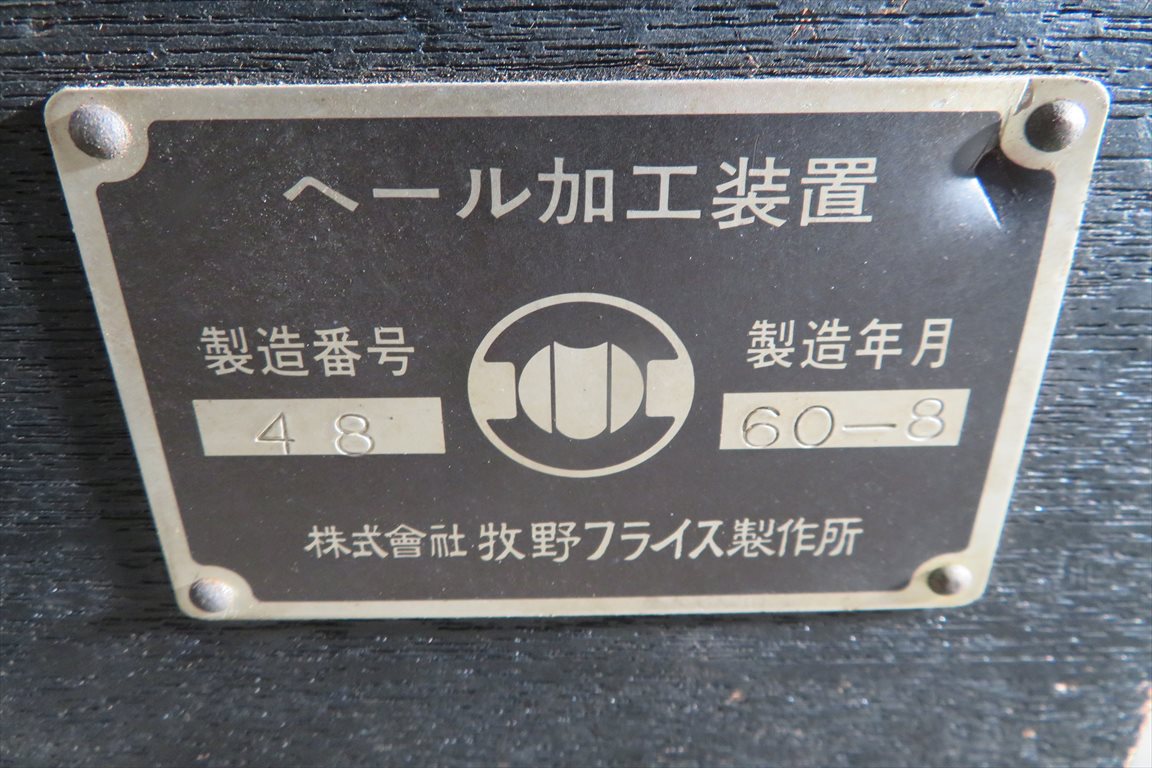 ヘール加工装置
製造番号
48
製造年月
60-8
株式會社 牧野フライス製作所